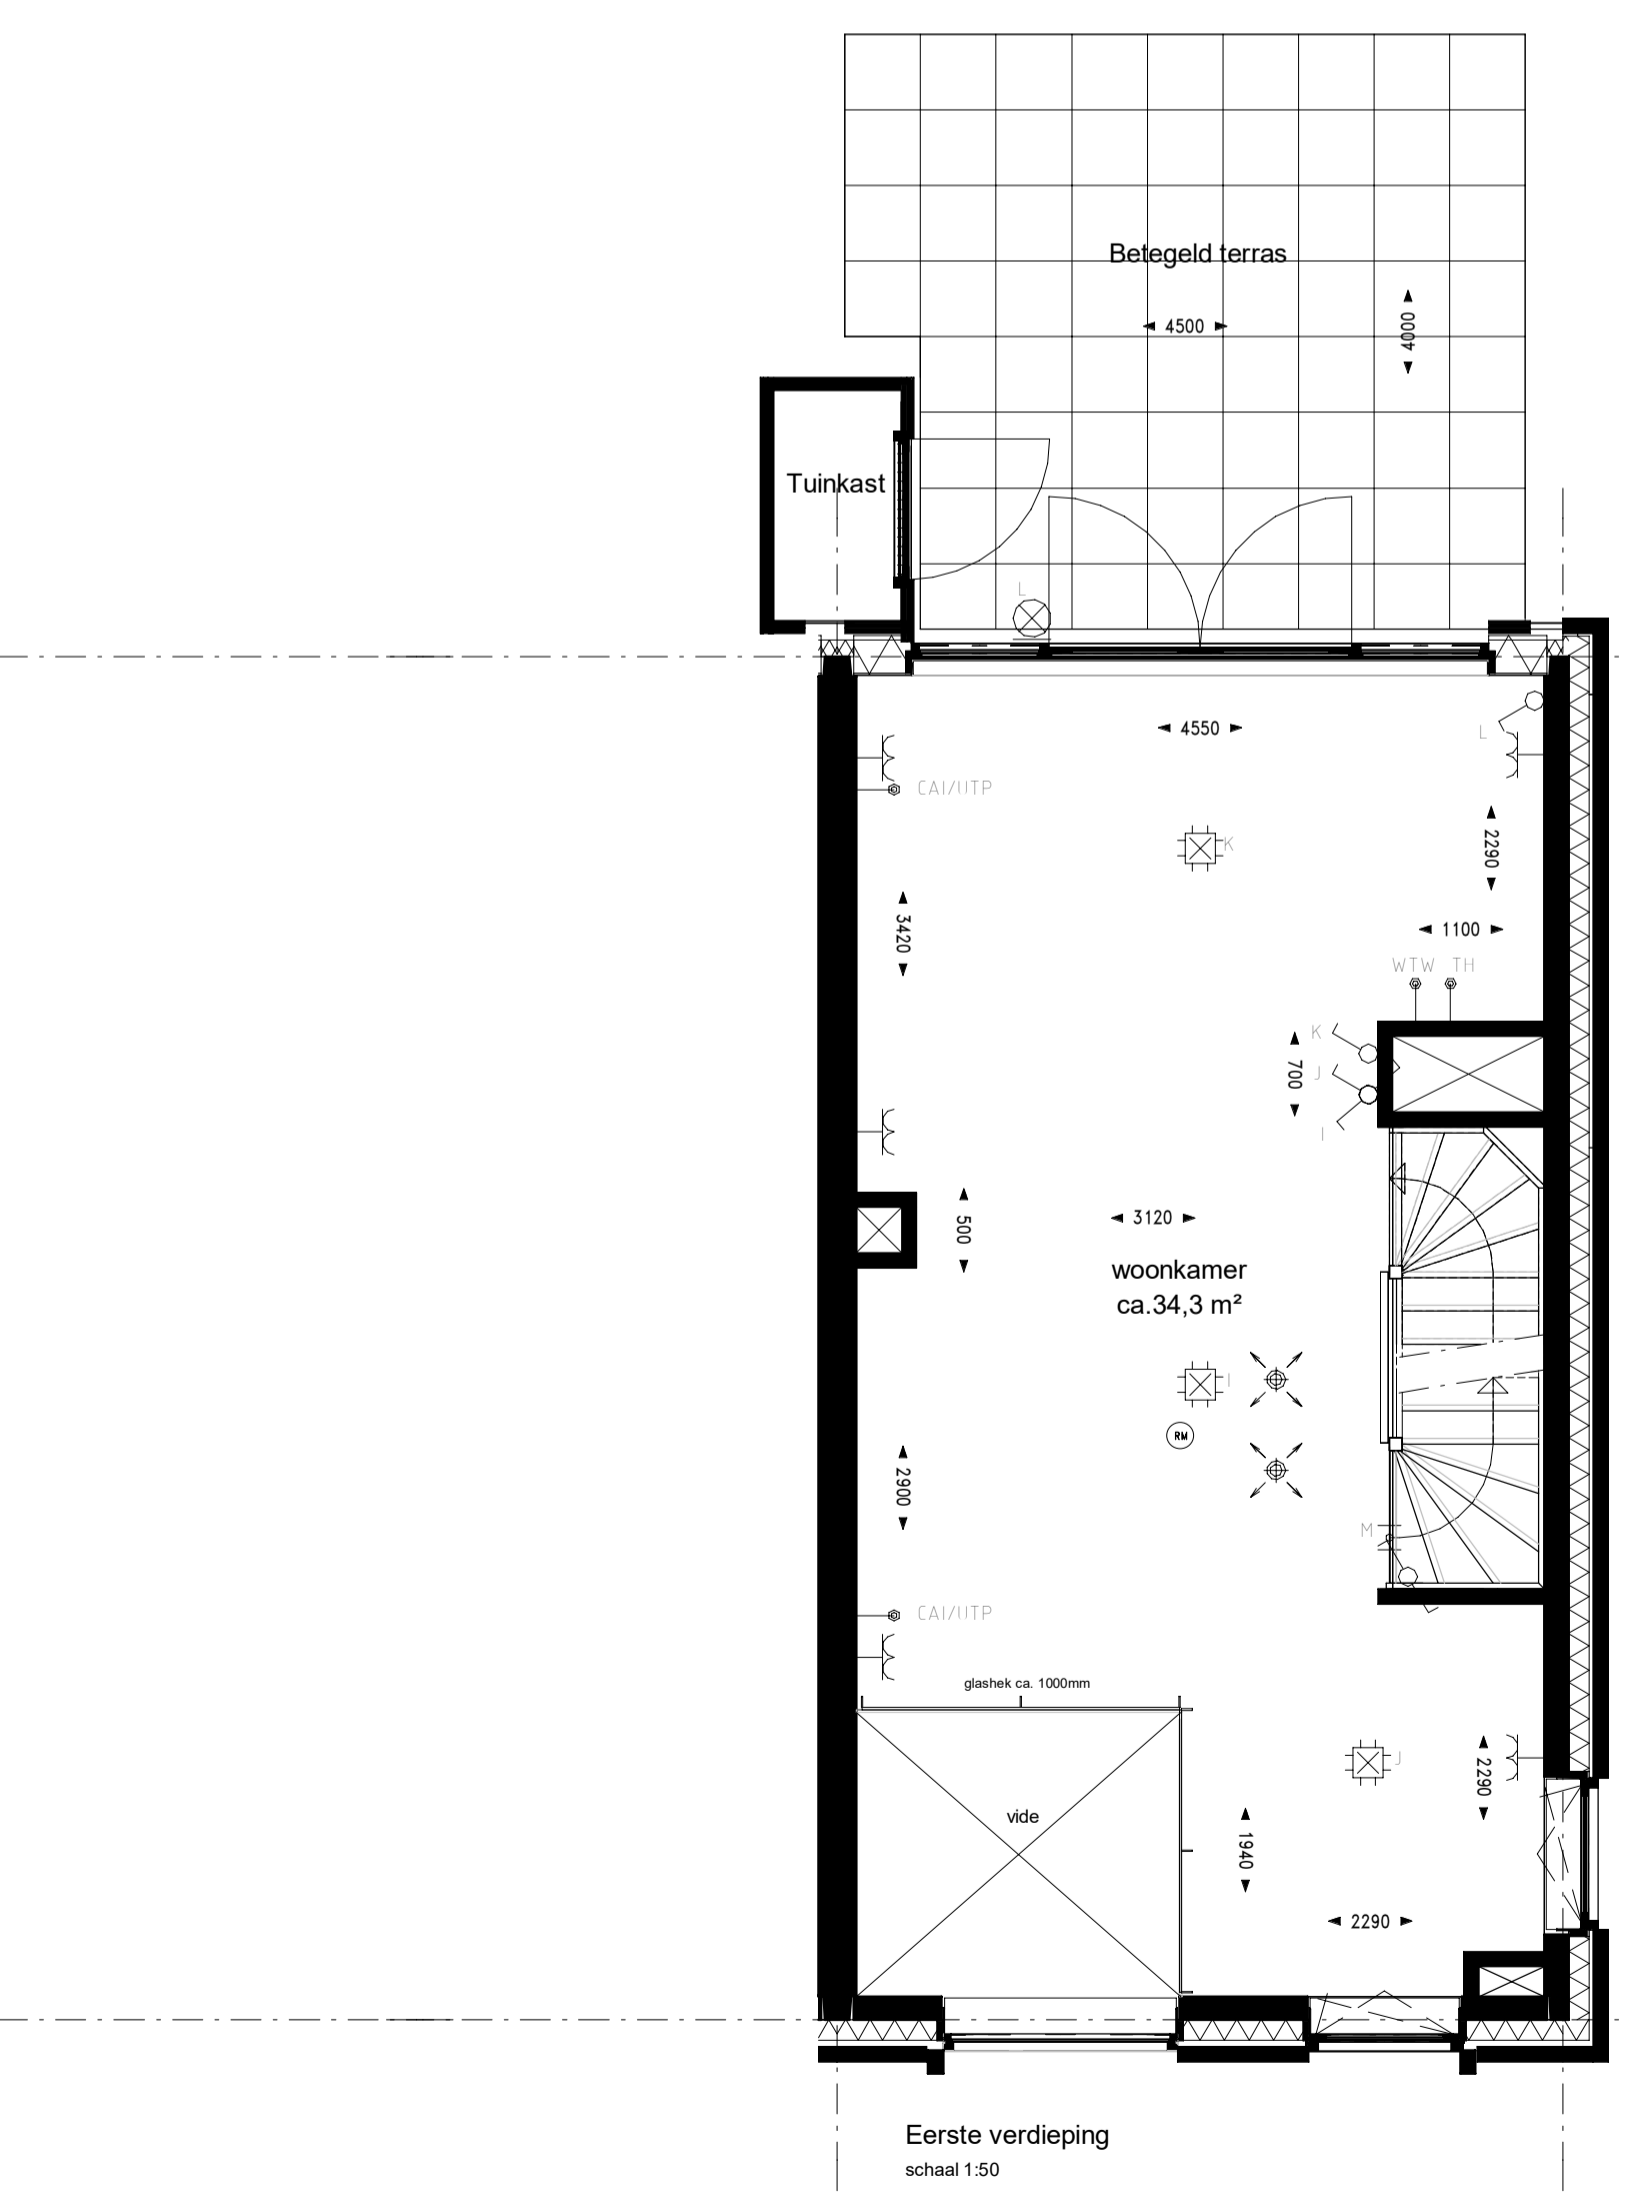 Betegeld terras
4500
4000
Tuinkast
L
4550
L
CAI/UTP
K
2290
3420
1100
WTW TH
K
J
I
700
500
3120
woonkamer
ca.34,3 m²
I
RM
2900
M
CAI/UTP
glashek ca. 1000mm
J
2290
vide
1940
2290
Eerste verdieping
schaal 1:50